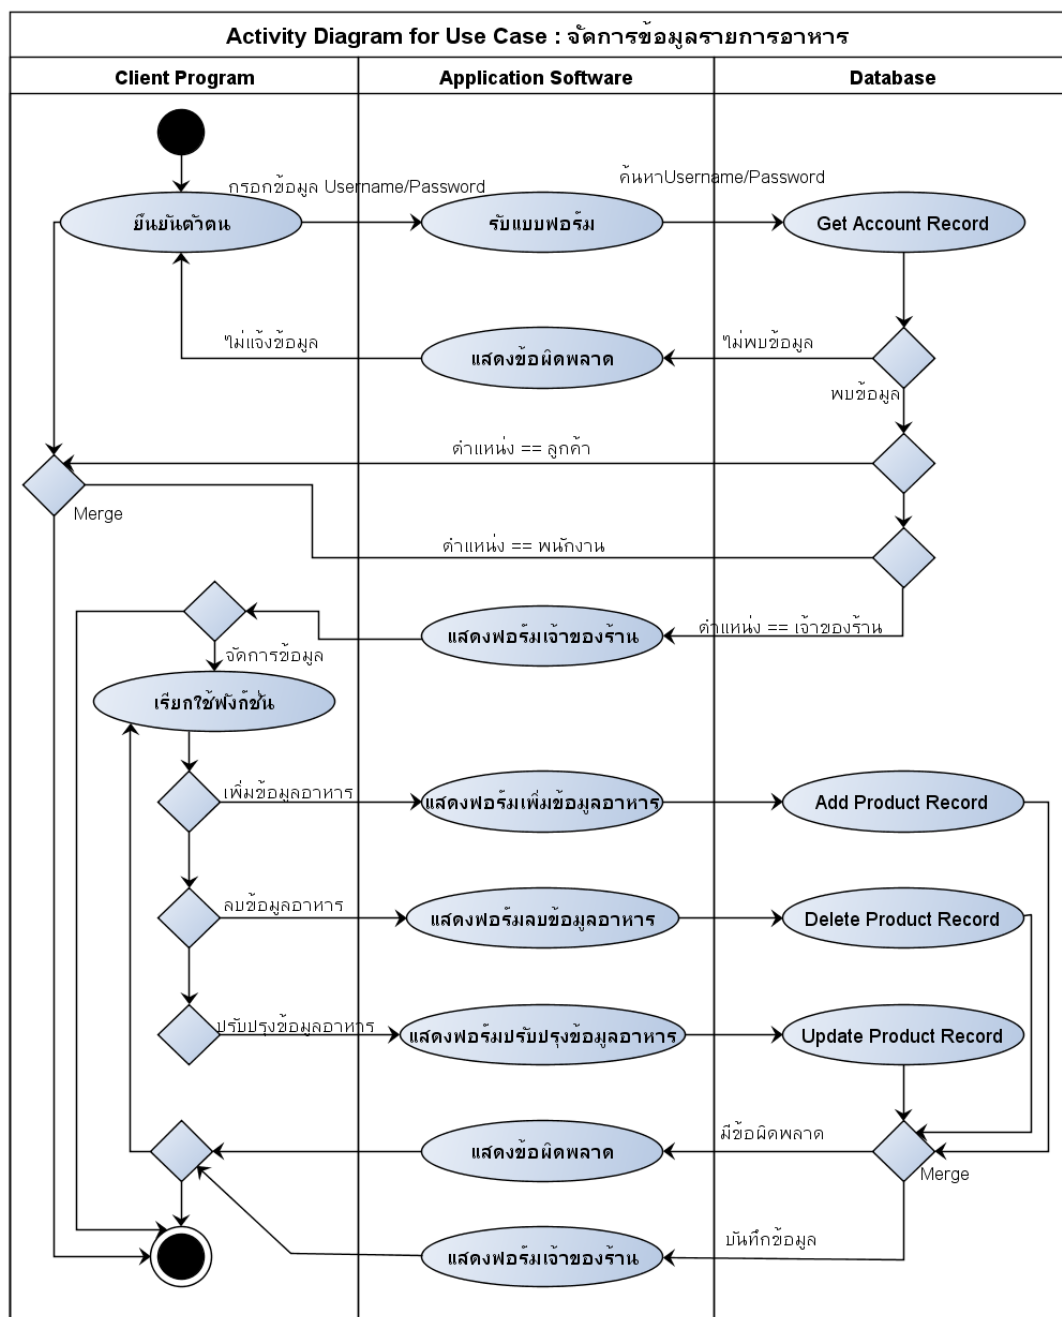 Activity Diagram for Use Case : จัดการข้อมูลรายการอาหาร
Client Program
Application Software
Database
กรอกข้อมูล Username/Password
ค้นหาUsername/Password
ยืนยันตัวตน
รับแบบฟอร์ม
Get Account Record
ไม่แจ้งข้อมูล
แสดงข้อผิดพลาด
ไม่พบข้อมูล
พบข้อมูล
ตำแหน่ง == ลูกค้า
Merge
ตำแหน่ง == พนักงาน
แสดงฟอร์มเจ้าของร้าน
ตำแหน่ง == เจ้าของร้าน
จัดการข้อมูล
เรียกใช้ฟังก์ชัน
เพิ่มข้อมูลอาหาร
แสดงฟอร์มเพิ่มข้อมูลอาหาร
Add Product Record
ลบข้อมูลอาหาร
แสดงฟอร์มลบข้อมูลอาหาร
Delete Product Record
ปรับปรุงข้อมูลอาหาร
แสดงฟอร์มปรับปรุงข้อมูลอาหาร
Update Product Record
มีข้อผิดพลาด
แสดงข้อผิดพลาด
Merge
บันทึกข้อมูล
แสดงฟอร์มเจ้าของร้าน